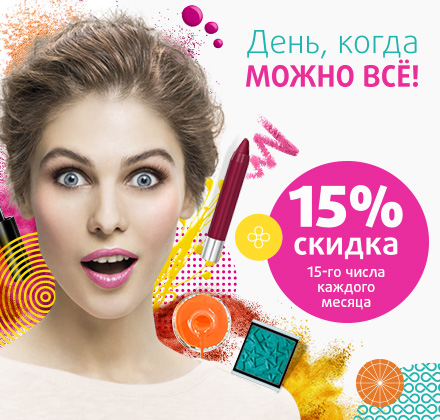 День, когда
МОЖНО ВСЁ!
15%
скидка
15-го числа
каждого
месяца